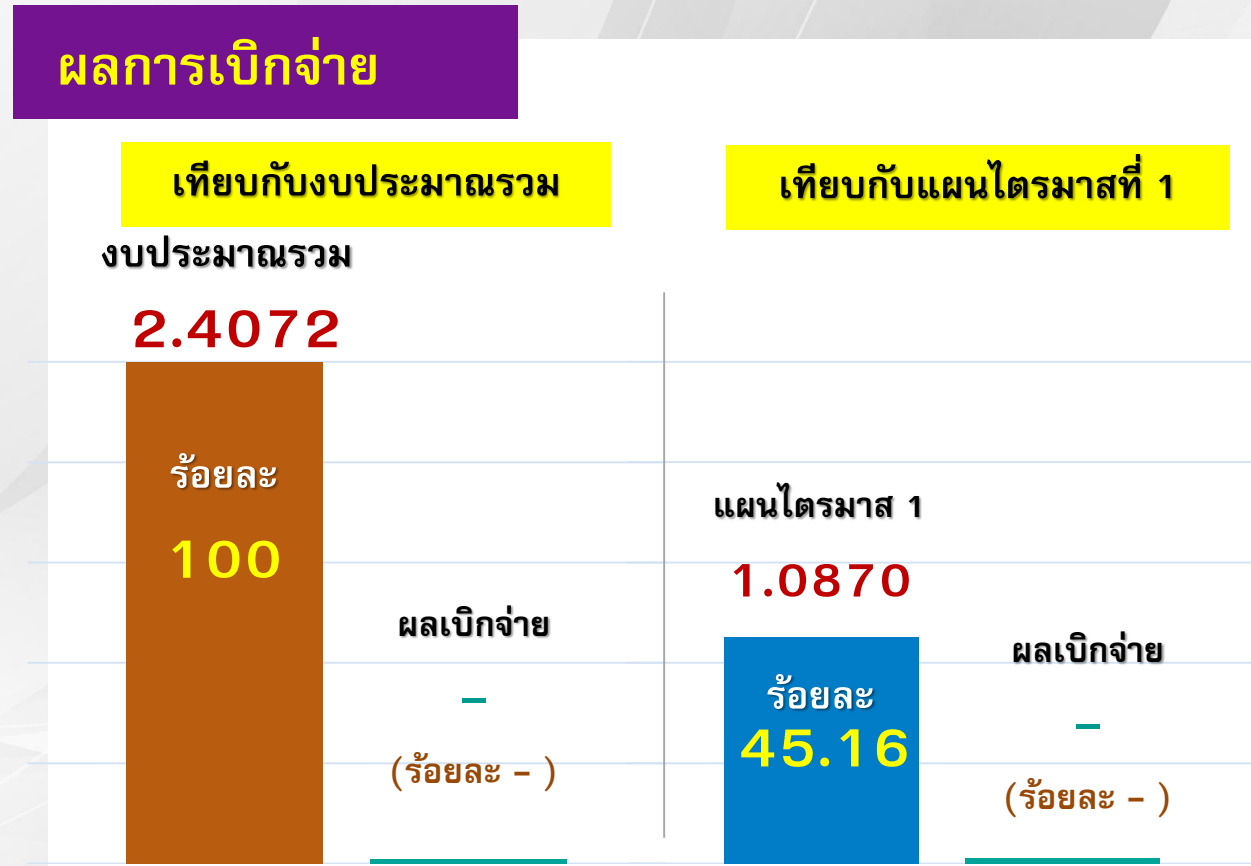 ผลการเบิกจ่าย
เทียบกับงบประมาณรวม
งบประมาณรวม
2.4072
ร้อยละ
100
ผลเบิกจ่าย
–
(ร้อยละ – )
เทียบกับแผนไตรมาสที่ 1
แผนไตรมาส 1
1.0870
ร้อยละ
45.16
ผลเบิกจ่าย
–
(ร้อยละ – )